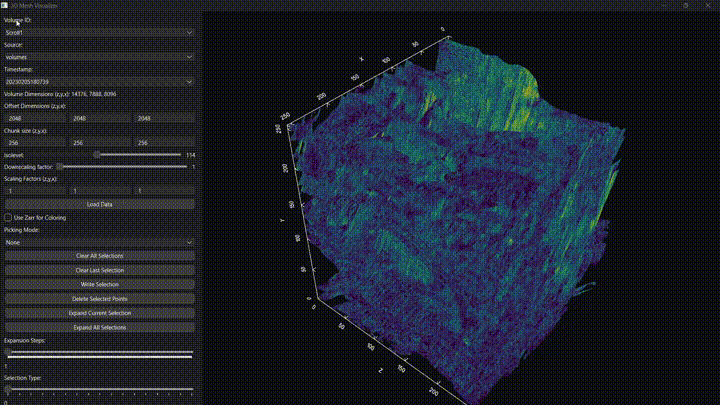 3D Mesh Visualizer
Volume ID:
Scroll1
Source:
volumes
Timestamp:
20230205180739
Volume Dimensions (z,y,x): 14376, 7888, 8096
Offset Dimensions (z,y,x):
2048 2048 2048
Chunk size (z,y,x):
256 256 256
Isolevel: 114
Downscaling factor: 1
Scaling Factors (z,y,x):
1 1 1
Load Data
Use Zarr for Coloring
Picking Mode:
None
Clear All Selections
Clear Last Selection
Write Selection
Delete Selected Points
Expand Current Selection
Expand All Selections
Expansion Steps:
1
Selection Type:
0
X
0
50
100
150
200
250
Y
250
200
150
100
50
0
Z
0
50
100
150
200